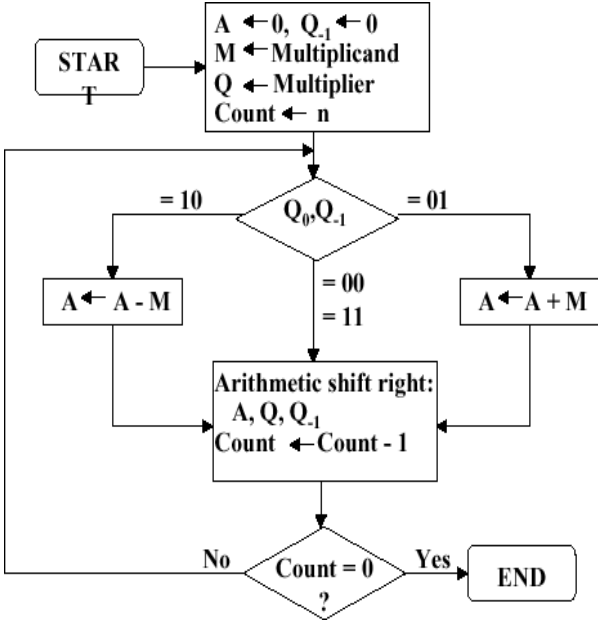 STAR
T
A ← 0, Q₋₁ ← 0
M ← Multiplicand
Q ← Multiplier
Count ← n
= 10
Q₀,Q₋₁
= 01
A ← A - M
= 00
= 11
A ← A + M
Arithmetic shift right:
A, Q, Q₋₁
Count ← Count - 1
No
Count = 0
?
Yes
END